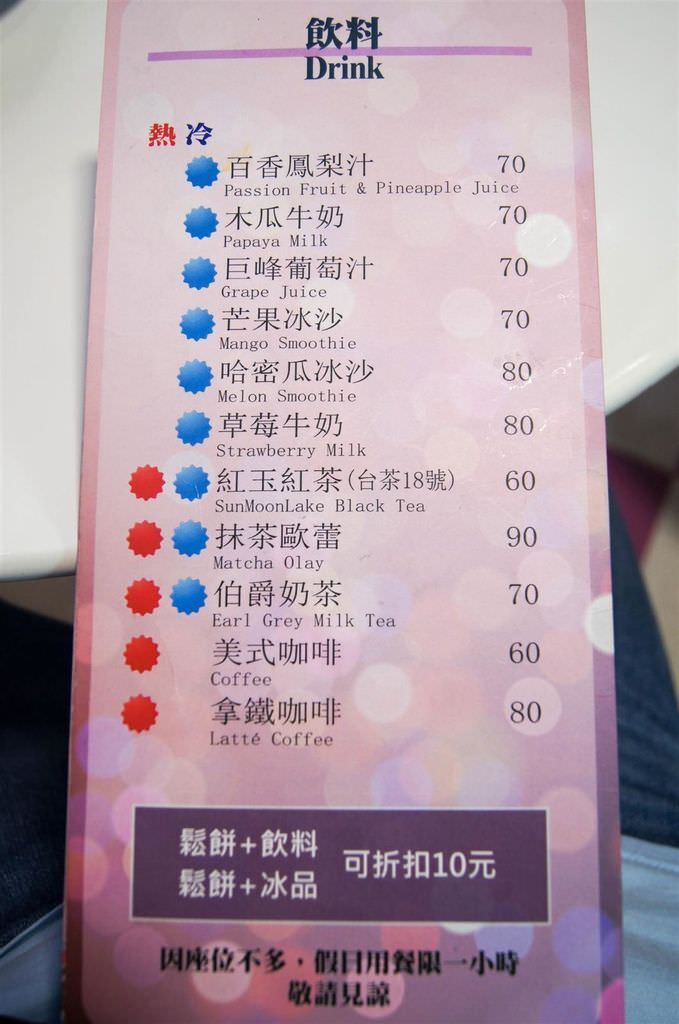 飲料
Drink
熱 冷
百香鳳梨汁 70
Passion Fruit & Pineapple Juice
木瓜牛奶 70
Papaya Milk
巨峰葡萄汁 70
Grape Juice
芒果冰沙 70
Mango Smoothie
哈密瓜冰沙 80
Melon Smoothie
草莓牛奶 80
Strawberry Milk
紅玉紅茶(台茶18號) 60
SunMoonLake Black Tea
抹茶歐蕾 90
Matcha Olay
伯爵奶茶 70
Earl Grey Milk Tea
美式咖啡 60
Coffee
拿鐵咖啡 80
Latté Coffee
鬆餅+飲料
鬆餅+冰品 可折扣10元
因座位不多，假日用餐限一小時
敬請見諒